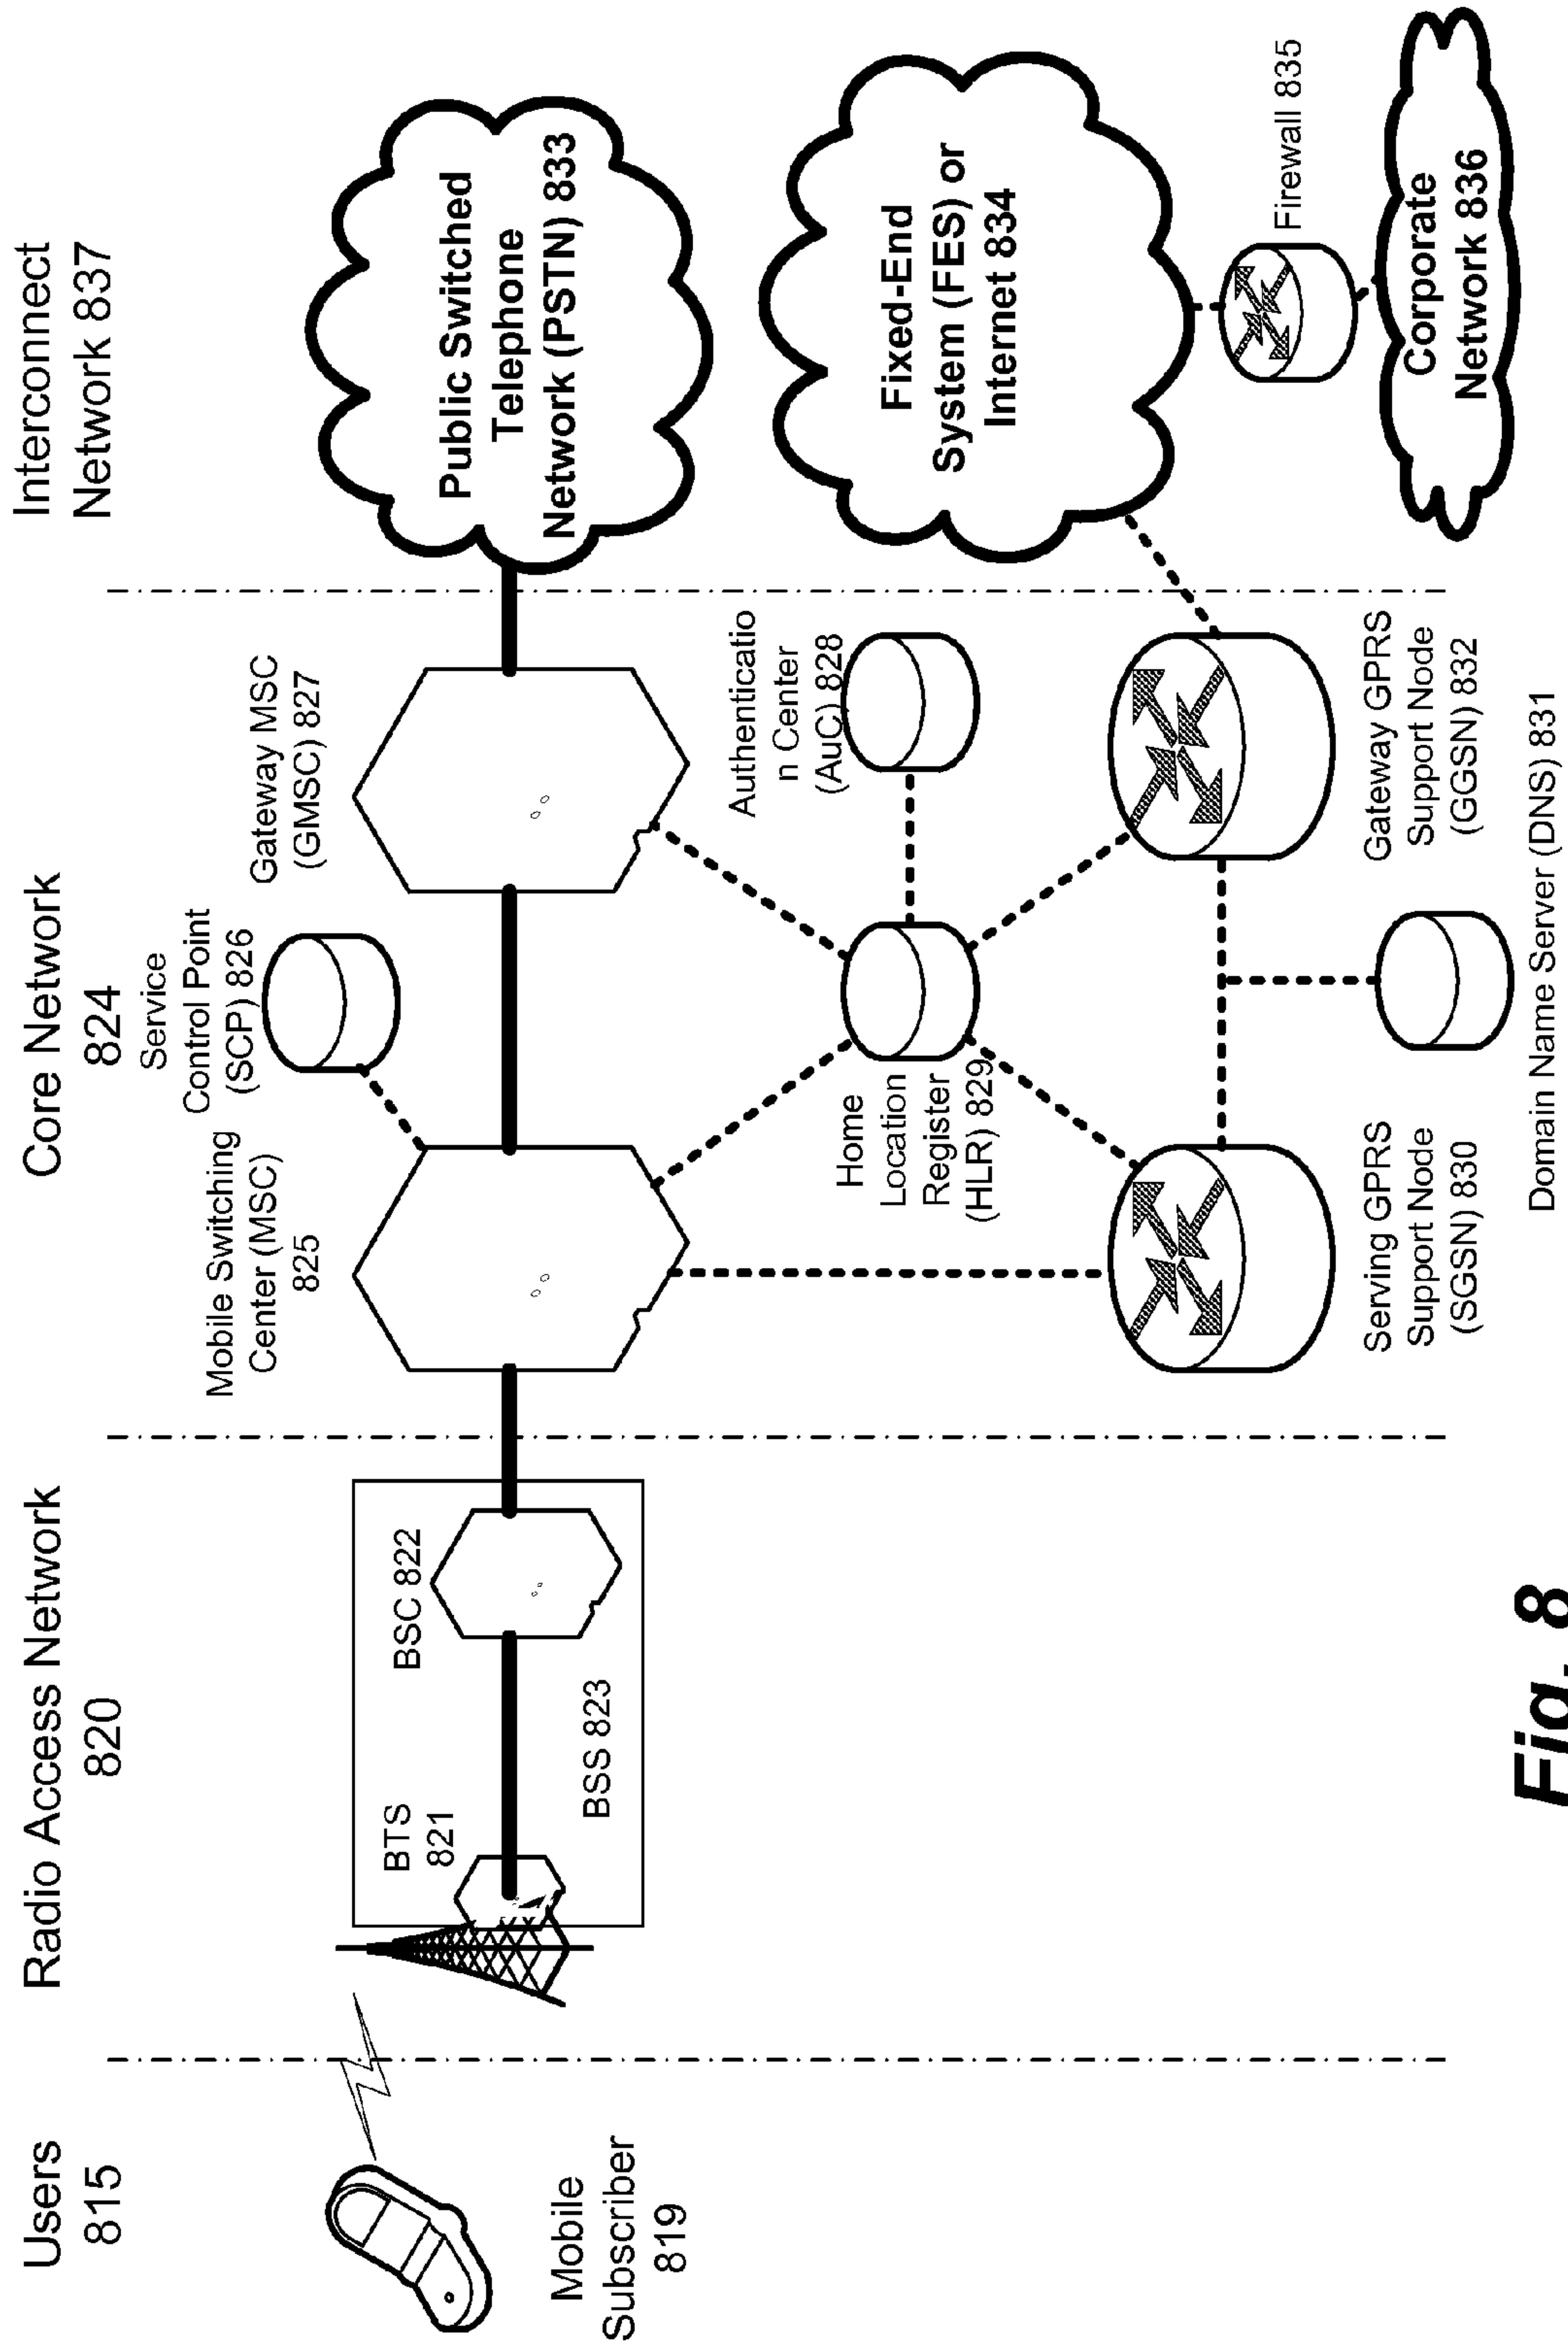 Users
815
Radio Access Network
820
Core Network
824
Interconnect
Network 837
Mobile
Subscriber
819
BTS
821
BSC 822
BSS 823
Mobile Switching
Center (MSC)
825
Service
Control Point
(SCP) 826
Gateway MSC
(GMSC) 827
Public Switched
Telephone
Network (PSTN) 833
Home
Location
Register
(HLR) 829
Authenticatio
n Center
(AuC) 828
Fixed-End
System (FES) or
Internet 834
Serving GPRS
Support Node
(SGSN) 830
Gateway GPRS
Support Node
(GGSN) 832
Firewall 835
Corporate
Network 836
Domain Name Server (DNS) 831
Fig. 8